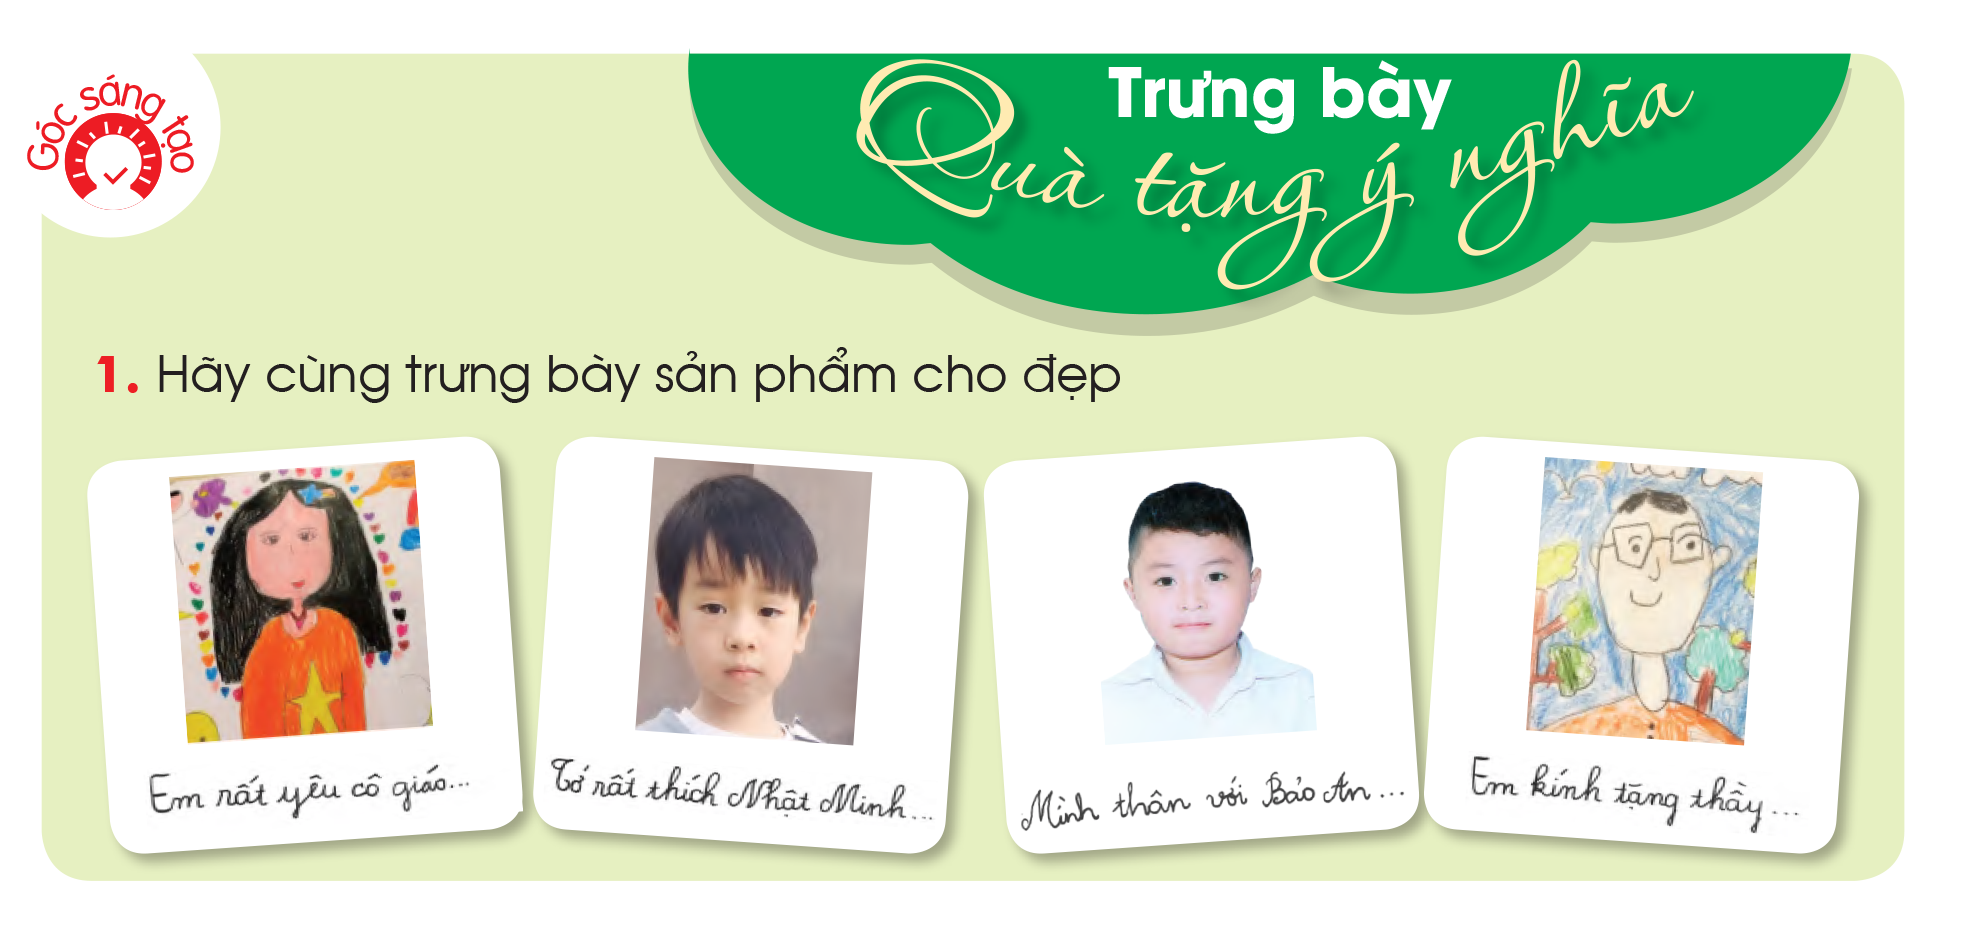 Góc sáng tạo
Trưng bày
Quà tặng ý nghĩa
1. Hãy cùng trưng bày sản phẩm cho đẹp
Em rất yêu cô giáo...
Tớ rất thích Nhật Minh...
Mình thân với Bảo An...
Em kính tặng thầy...